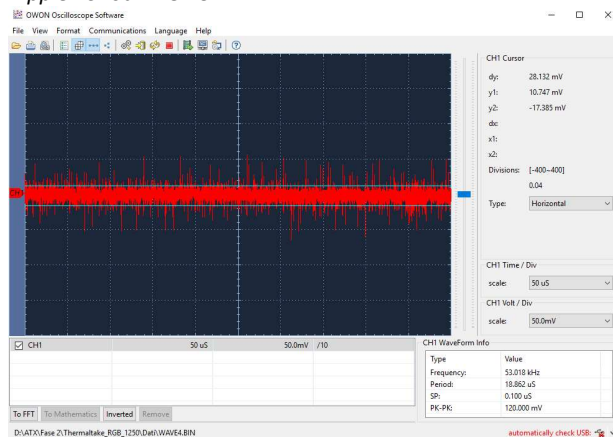 OWON Oscilloscope Software
File View Format Communications Language Help
CH1 Cursor
dy: 28.132 mV
y1: 10.747 mV
y2: -17.385 mV
dx:
x1:
x2:
Divisions: [-400~400]
0.04
Type: Horizontal
CH1 Time / Div
scale: 50 uS
CH1 Volt / Div
scale: 50.0mV
CH1 50 uS 50.0mV /10
CH1 WaveForm Info
Type Value
Frequency: 53.018 kHz
Period: 18.862 uS
SP: 0.100 uS
PK-PK: 120.000 mV
To FFT To Mathematics Inverted Remove
D:\ATX\Fase 2\Thermaltake_RGB_1250\Dati\WAVE4.BIN automatically check USB: